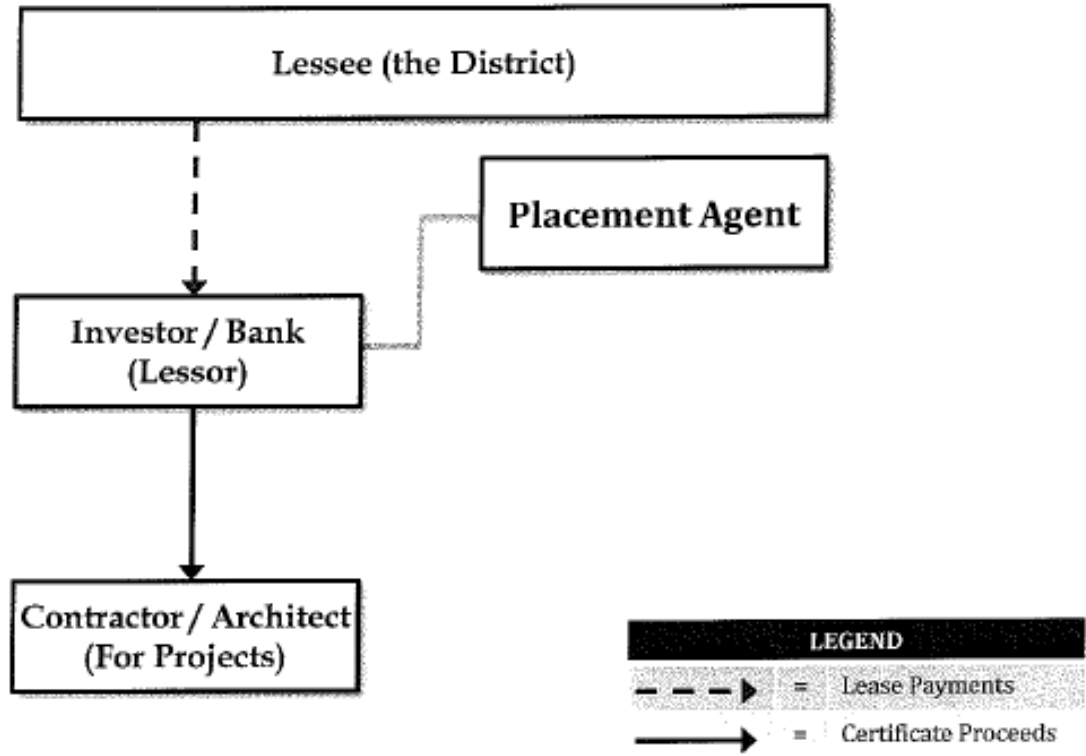 Lessee (the District)
Placement Agent
Investor / Bank
(Lessor)
Contractor / Architect
(For Projects)
LEGEND
= Lease Payments
= Certificate Proceeds